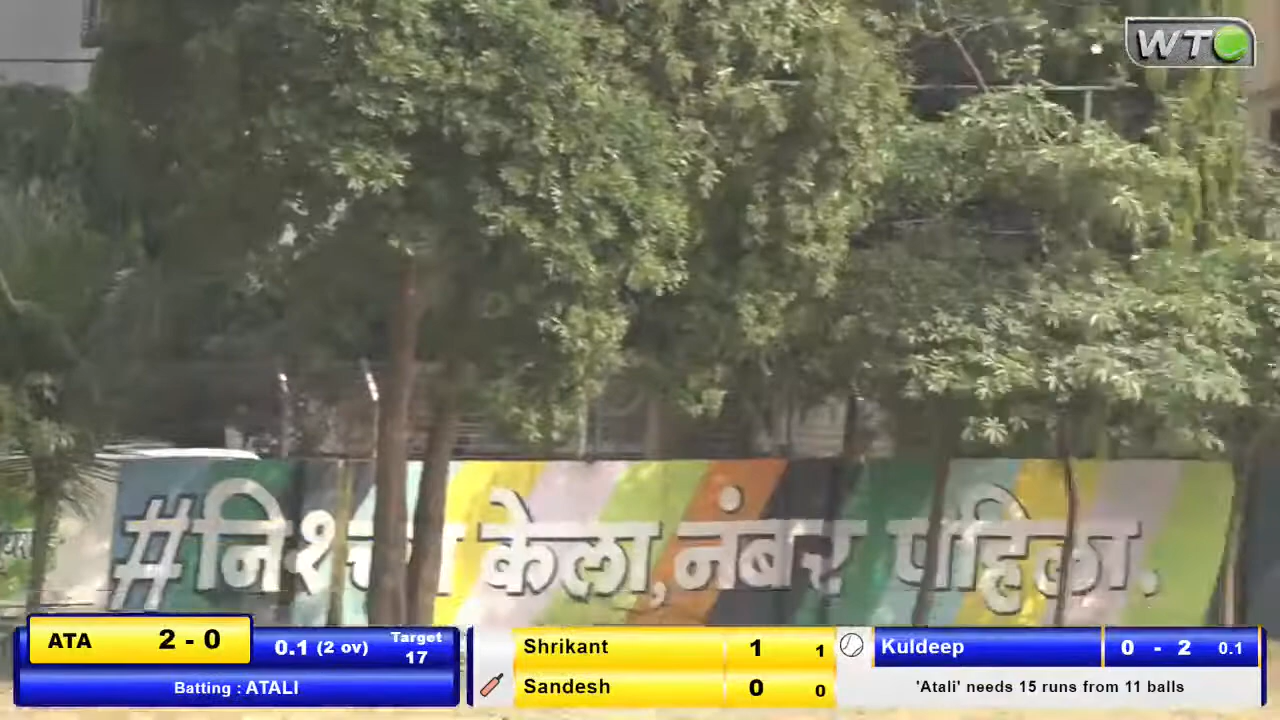 WT
#निश्चय केला, नंबर पहिला.
ATA 2 - 0 0.1 (2 ov) Target 17
Batting : ATALI
Shrikant 1 1
Sandesh 0 0
Kuldeep 0 - 2 0.1
'Atali' needs 15 runs from 11 balls